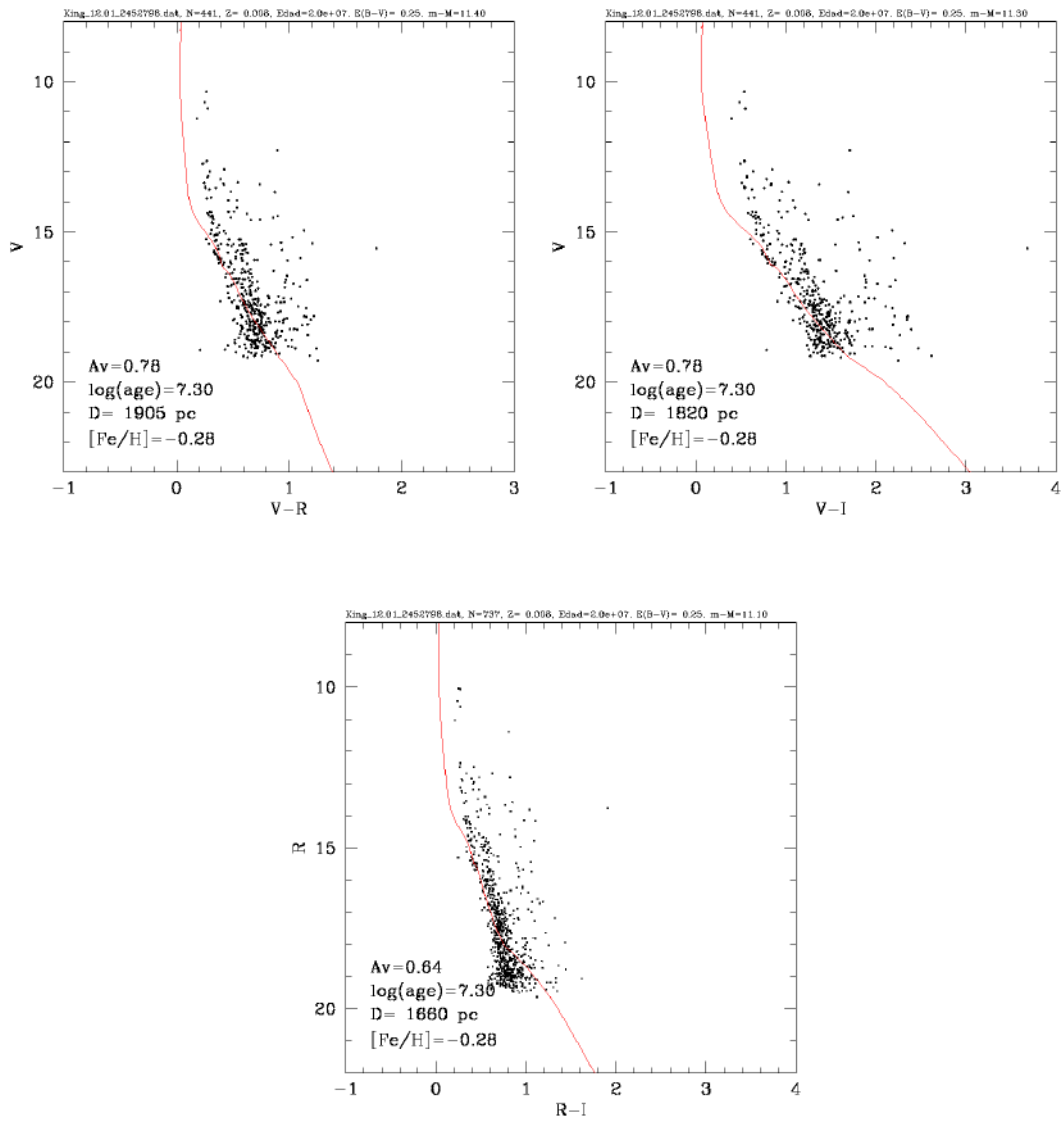 King_12.01_2452798.dat, N=441, Z= 0.008, Edad=2.0e+07, E(B-V)= 0.25, m-M=11.40
10
15
20
V
Av=0.78
log(age)=7.30
D= 1905 pc
[Fe/H]=-0.28
-1 0 1 2 3
V-R
King_12.01_2452798.dat, N=441, Z= 0.008, Edad=2.0e+07, E(B-V)= 0.25, m-M=11.30
10
15
20
V
Av=0.78
log(age)=7.30
D= 1820 pc
[Fe/H]=-0.28
-1 0 1 2 3 4
V-I
King_12.01_2452798.dat, N=737, Z= 0.008, Edad=2.0e+07, E(B-V)= 0.25, m-M=11.10
10
15
20
R
Av=0.64
log(age)=7.30
D= 1660 pc
[Fe/H]=-0.28
-1 0 1 2 3 4
R-I